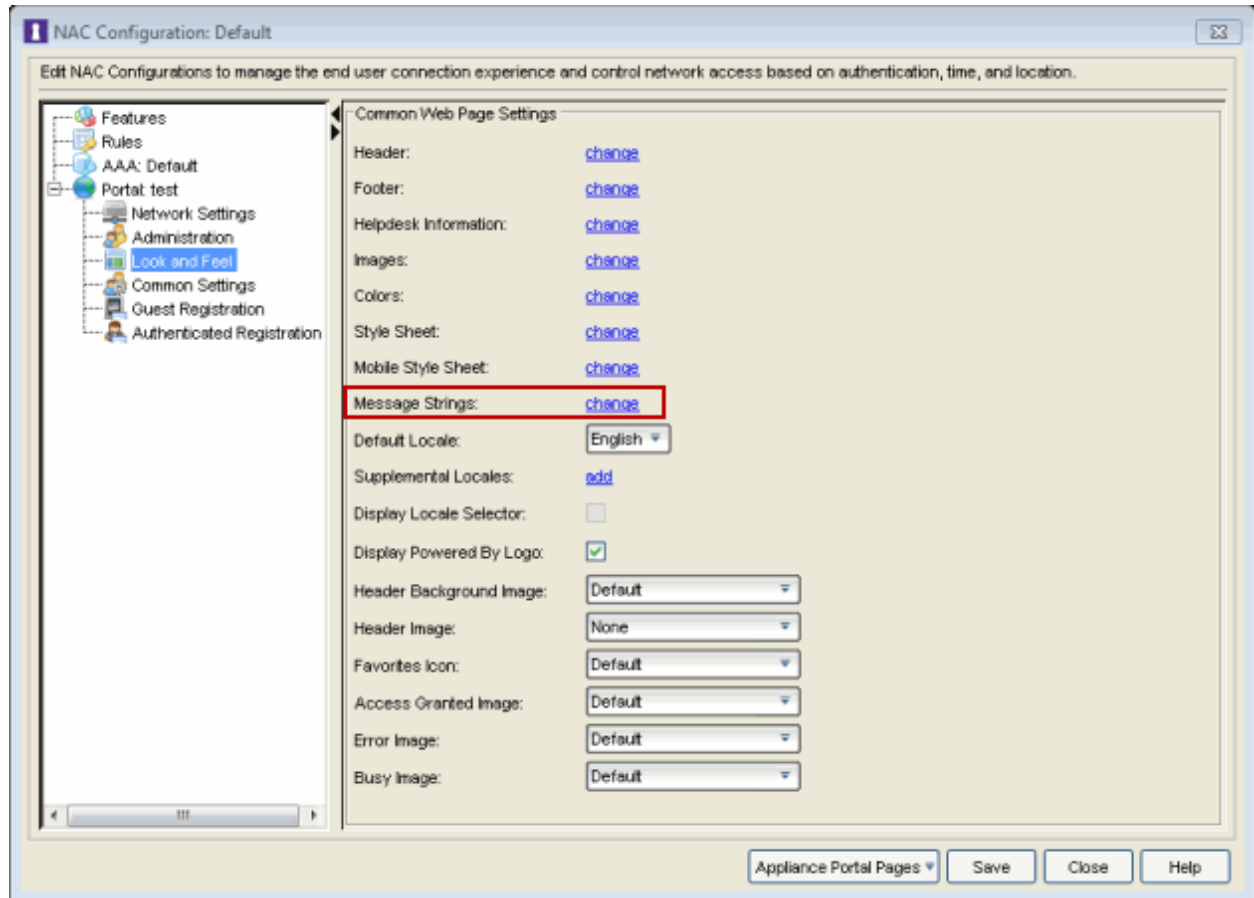 NAC Configuration: Default
Edit NAC Configurations to manage the end user connection experience and control network access based on authentication, time, and location.
Features
Rules
AAA: Default
Portal: test
Network Settings
Administration
Look and Feel
Common Settings
Guest Registration
Authenticated Registration
Common Web Page Settings
Header: change
Footer: change
Helpdesk Information: change
Images: change
Colors: change
Style Sheet: change
Mobile Style Sheet: change
Message Strings: change
Default Locale: English
Supplemental Locales: add
Display Locale Selector:
Display Powered By Logo:
Header Background Image: Default
Header Image: None
Favorites Icon: Default
Access Granted Image: Default
Error Image: Default
Busy Image: Default
Appliance Portal Pages Save Close Help